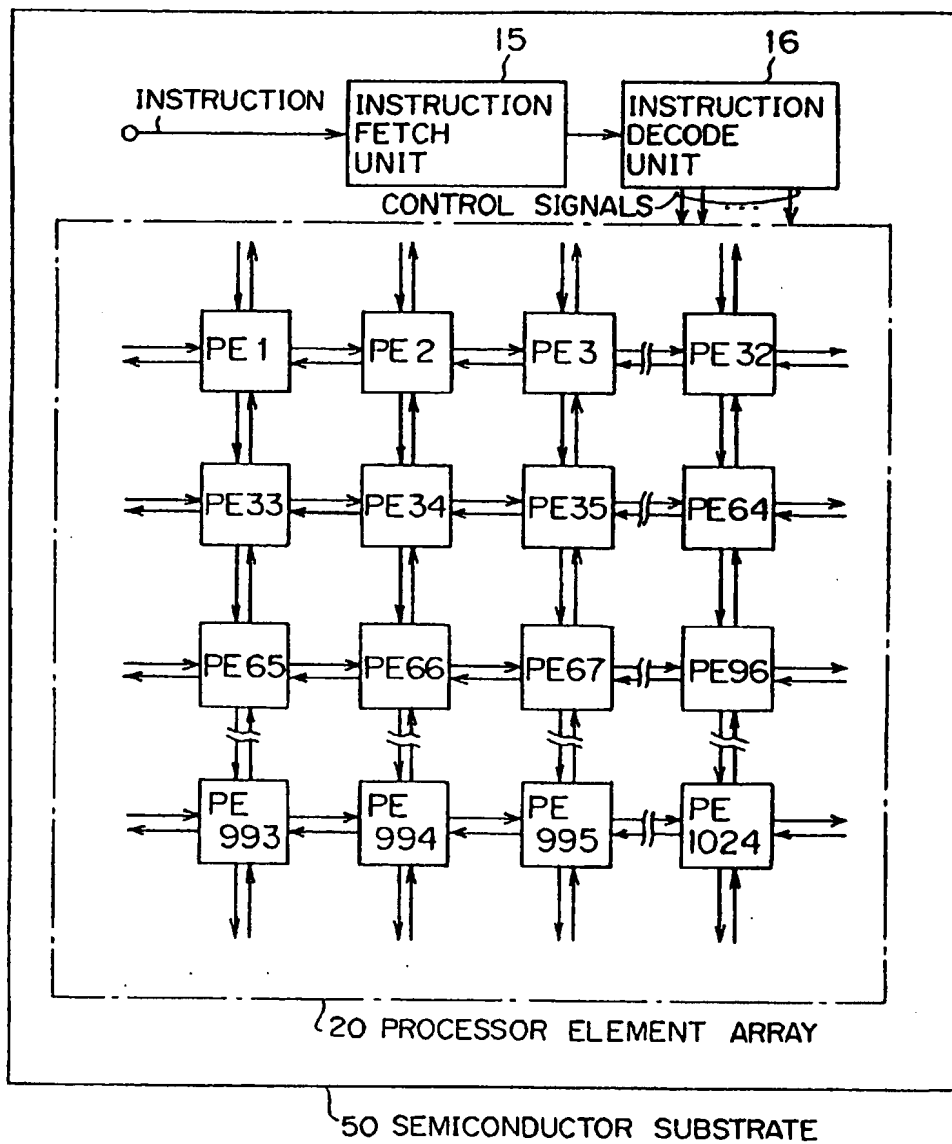 15
16
INSTRUCTION
INSTRUCTION
FETCH
UNIT
INSTRUCTION
DECODE
UNIT
CONTROL SIGNALS
...
PE1
PE2
PE3
PE32
PE33
PE34
PE35
PE64
PE65
PE66
PE67
PE96
PE
993
PE
994
PE
995
PE
1024
20 PROCESSOR ELEMENT ARRAY
50 SEMICONDUCTOR SUBSTRATE